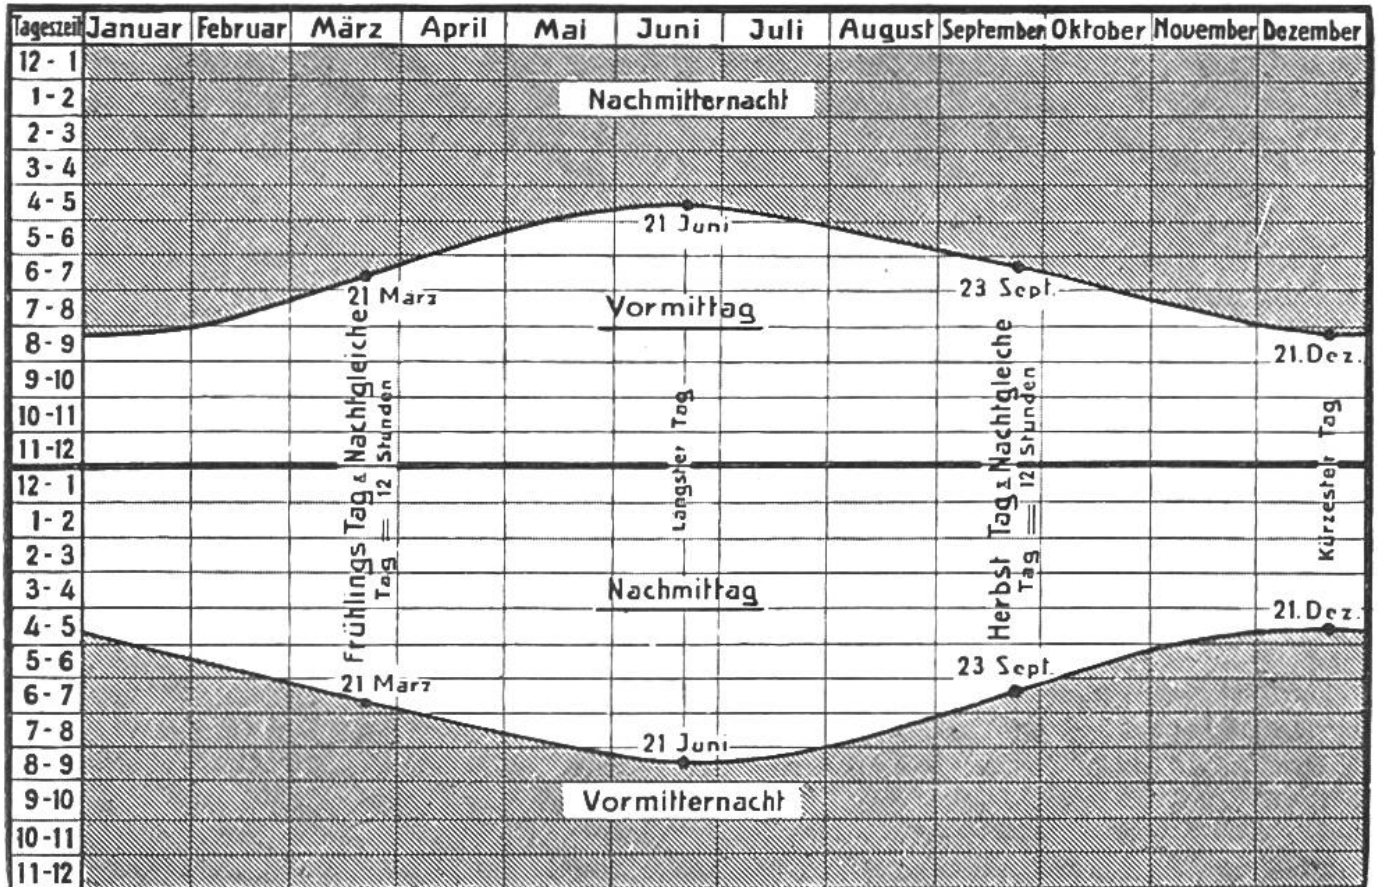 Tageszeit Januar Februar März April Mai Juni Juli August September Oktober November Dezember
12 - 1
1 - 2
Nachmitternacht
2 - 3
3 - 4
4 - 5
21 Juni
5 - 6
6 - 7
21 März
23 Sept.
7 - 8
Vormittag
8 - 9
21. Dez.
9 - 10
10 - 11
11 - 12
Frühlings Tag & Nachtgleiche
Tag = 12 Stunden
Längster Tag
Herbst Tag & Nachtgleiche
Tag = 12 Stunden
Kürzester Tag
12 - 1
1 - 2
2 - 3
3 - 4
Nachmittag
4 - 5
21. Dez.
5 - 6
23 Sept.
6 - 7
21 März
7 - 8
21 Juni
8 - 9
9 - 10
Vormitternacht
10 - 11
11 - 12